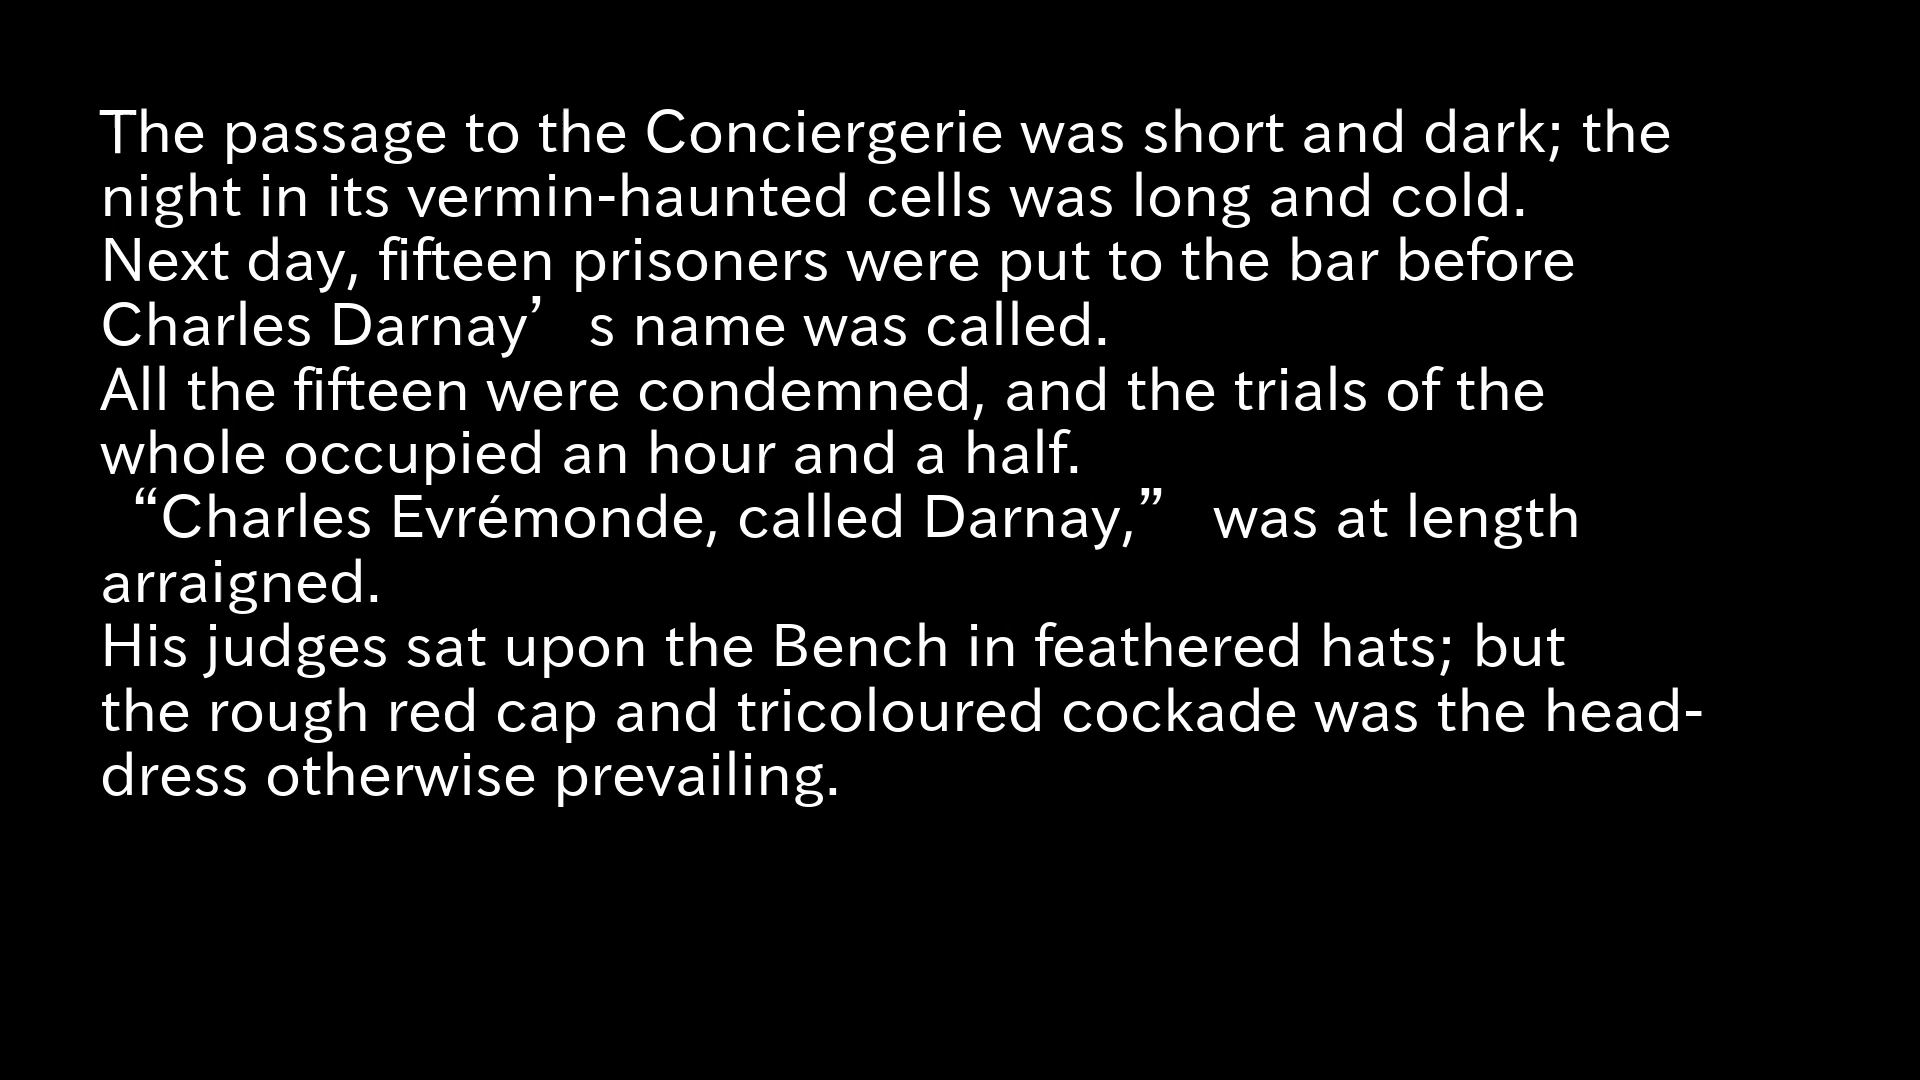 The passage to the Conciergerie was short and dark; the
night in its vermin-haunted cells was long and cold.
Next day, fifteen prisoners were put to the bar before
Charles Darnay’s name was called.
All the fifteen were condemned, and the trials of the
whole occupied an hour and a half.
“Charles Evrémonde, called Darnay,” was at length
arraigned.
His judges sat upon the Bench in feathered hats; but
the rough red cap and tricoloured cockade was the head-
dress otherwise prevailing.